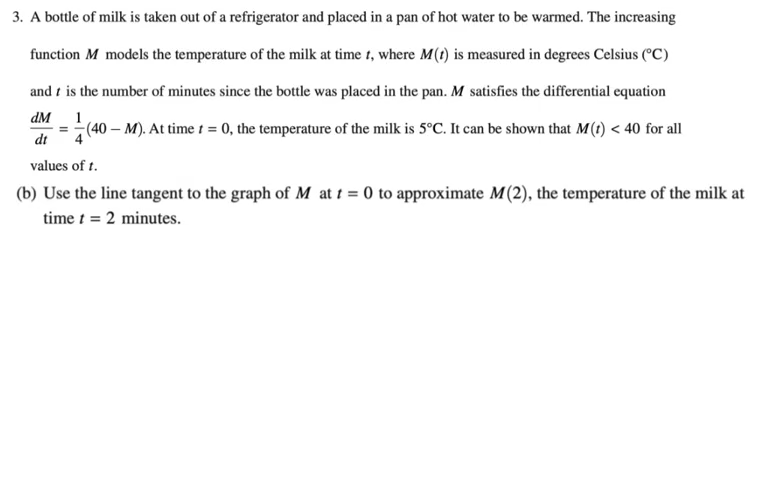 3. A bottle of milk is taken out of a refrigerator and placed in a pan of hot water to be warmed. The increasing
function M models the temperature of the milk at time t, where M(t) is measured in degrees Celsius (°C)
and t is the number of minutes since the bottle was placed in the pan. M satisfies the differential equation
dM/dt = 1/4(40 – M). At time t = 0, the temperature of the milk is 5°C. It can be shown that M(t) < 40 for all
values of t.
(b) Use the line tangent to the graph of M at t = 0 to approximate M(2), the temperature of the milk at
time t = 2 minutes.